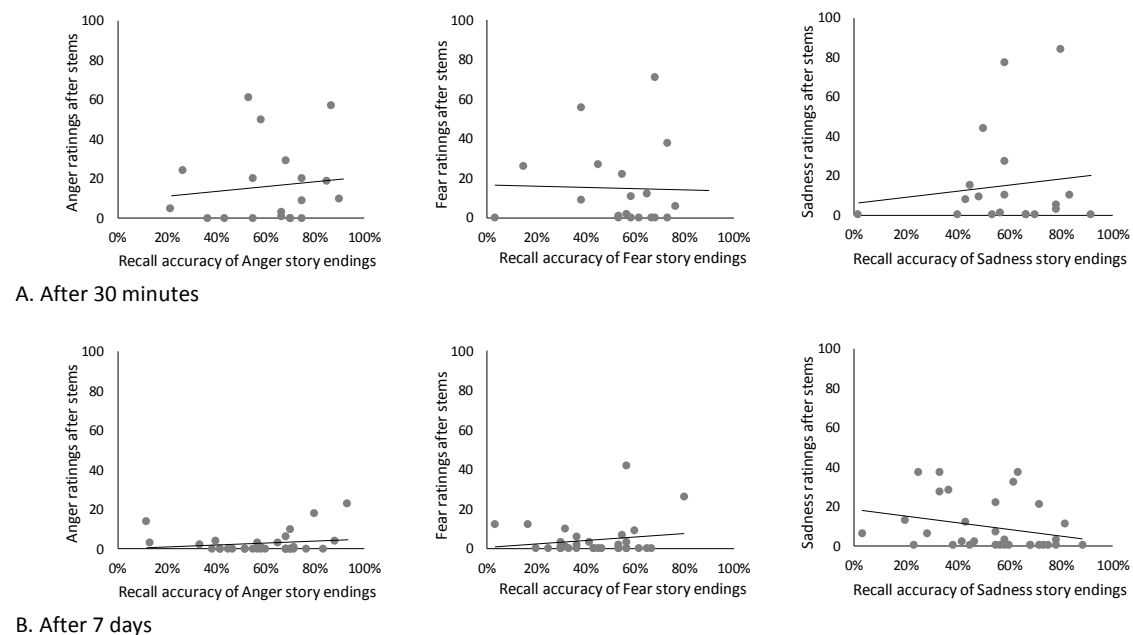 Anger ratinngs after stems
100
80
60
40
20
0
0% 20% 40% 60% 80% 100%
Recall accuracy of Anger story endings
Fear ratinngs after stems
100
80
60
40
20
0
0% 20% 40% 60% 80% 100%
Recall accuracy of Fear story endings
Sadness ratinngs after stems
100
80
60
40
20
0
0% 20% 40% 60% 80% 100%
Recall accuracy of Sadness story endings
A. After 30 minutes
Anger ratinngs after stems
100
80
60
40
20
0
0% 20% 40% 60% 80% 100%
Recall accuracy of Anger story endings
Fear ratinngs after stems
100
80
60
40
20
0
0% 20% 40% 60% 80% 100%
Recall accuracy of Fear story endings
Sadness ratinngs after stems
100
80
60
40
20
0
0% 20% 40% 60% 80% 100%
Recall accuracy of Sadness story endings
B. After 7 days